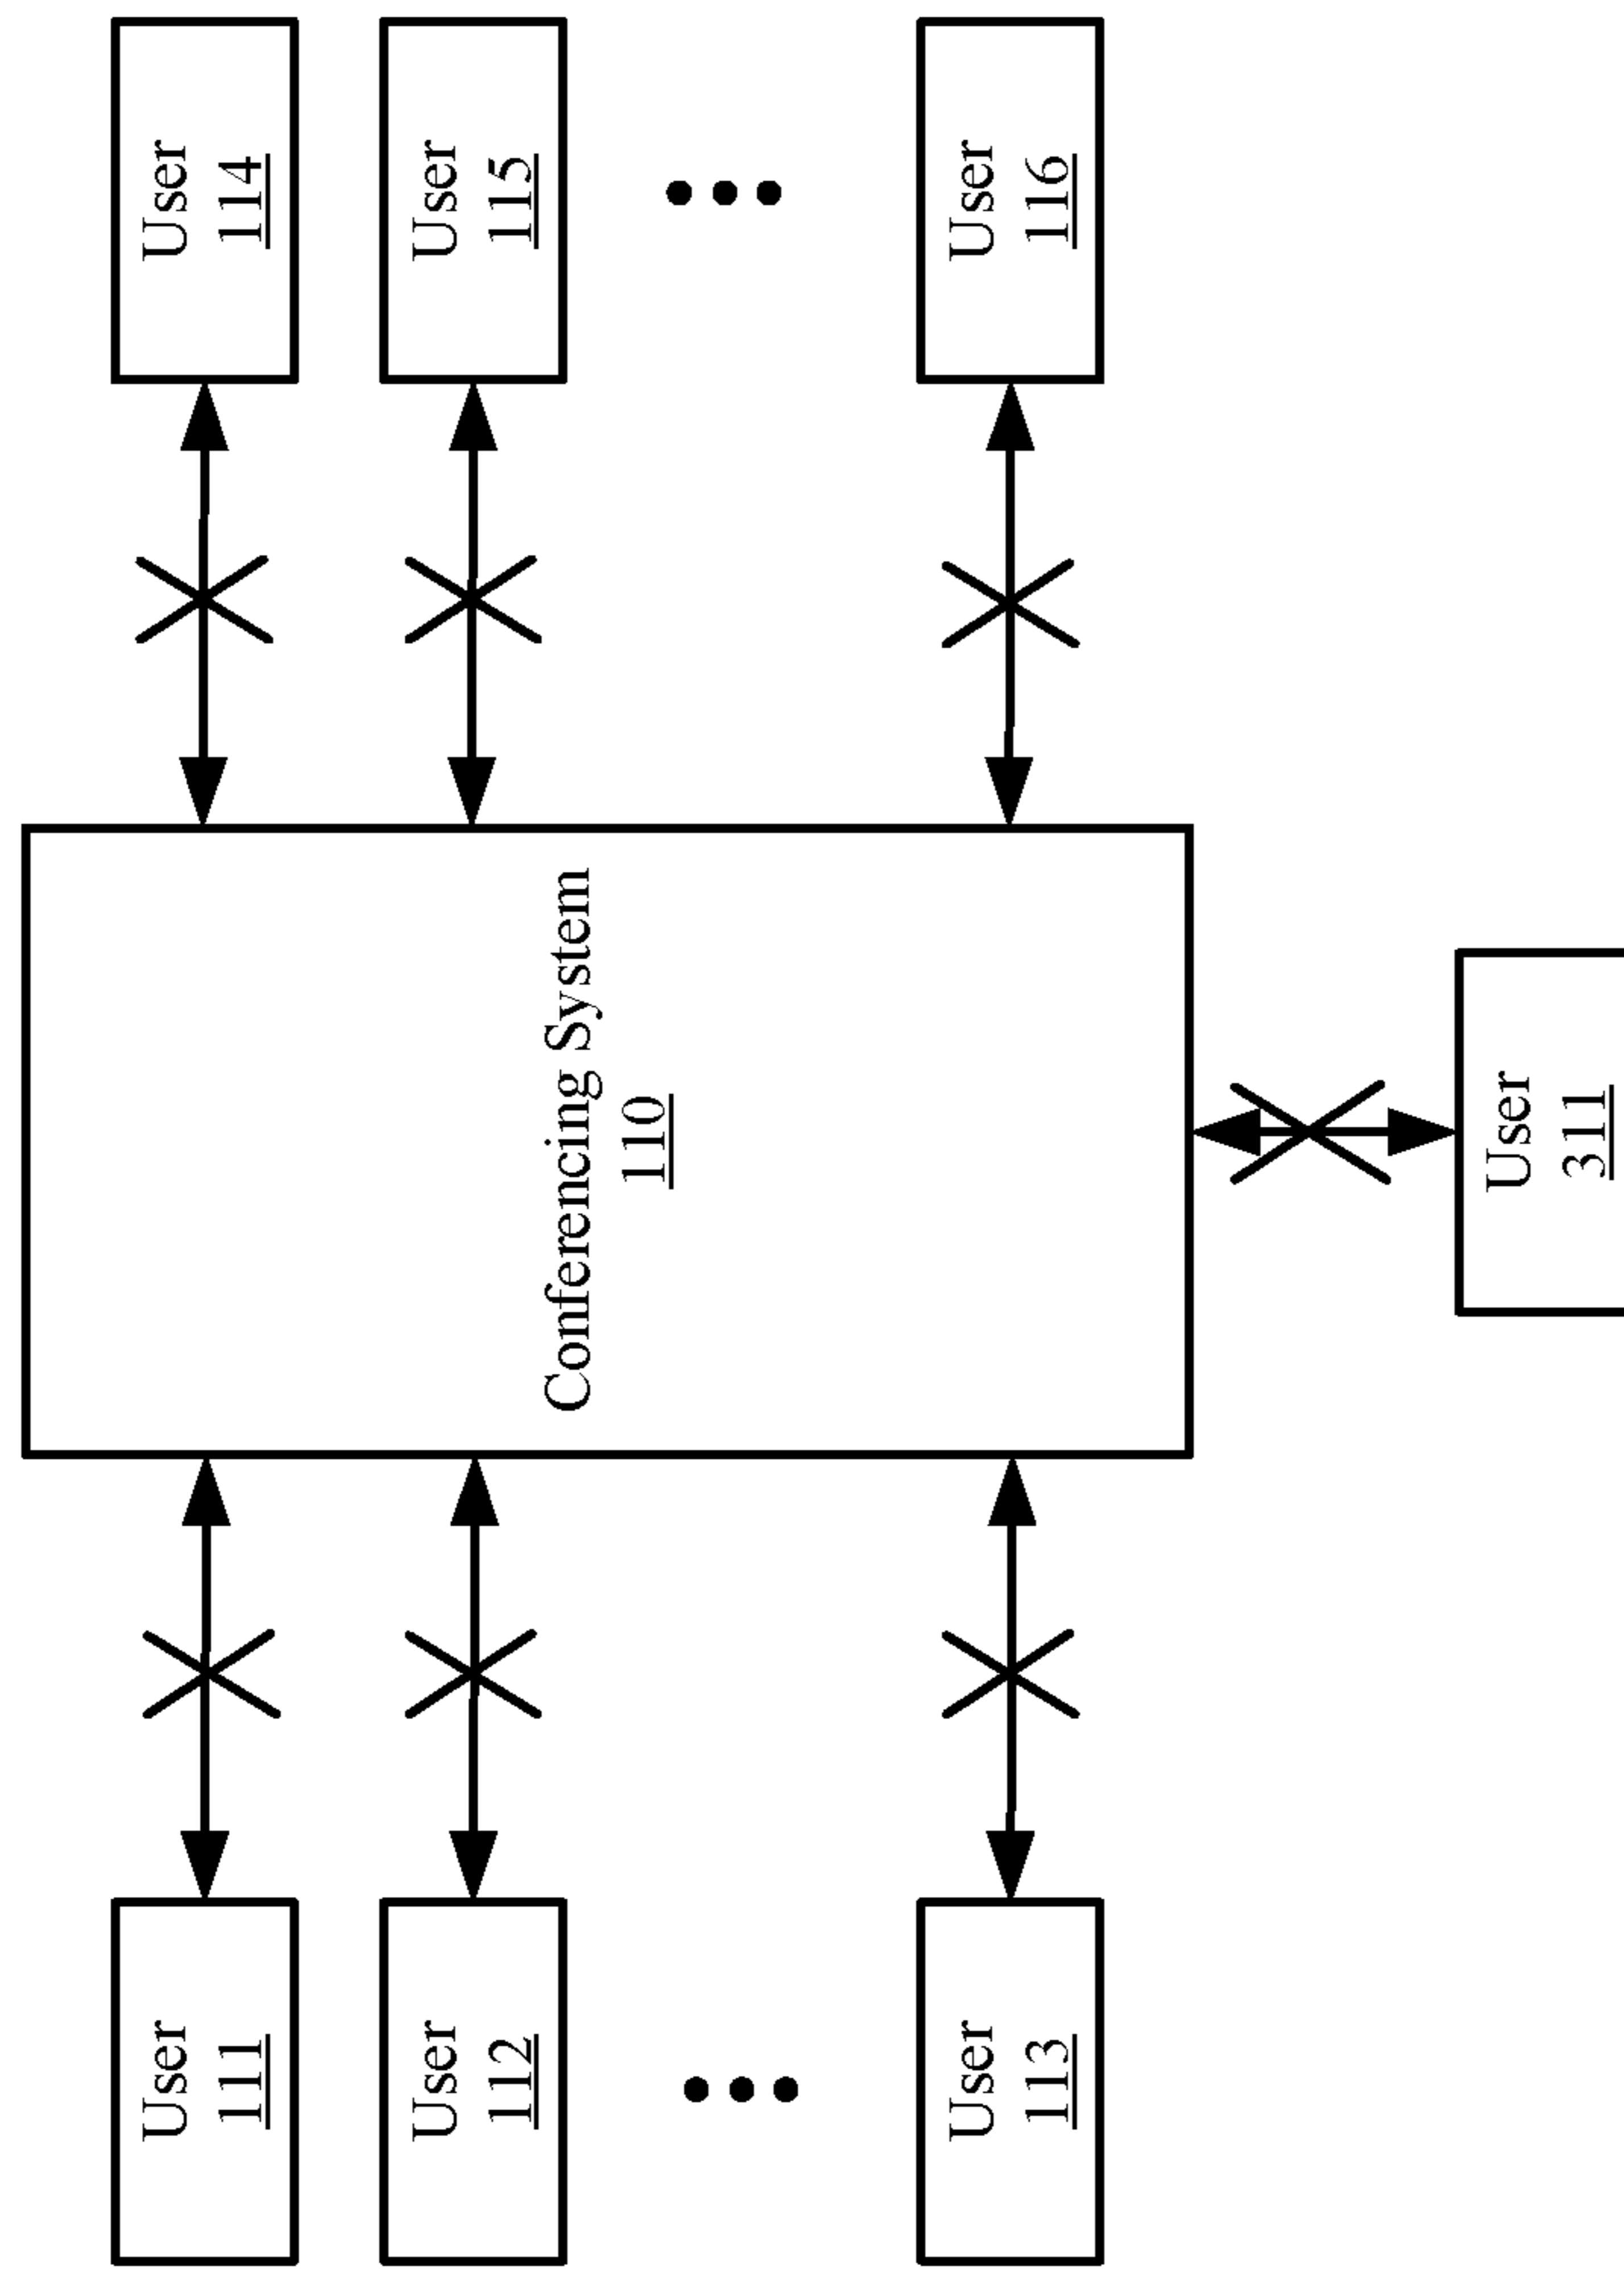 User
111
User
112
User
113
Conferencing System
110
User
114
User
115
User
116
User
311